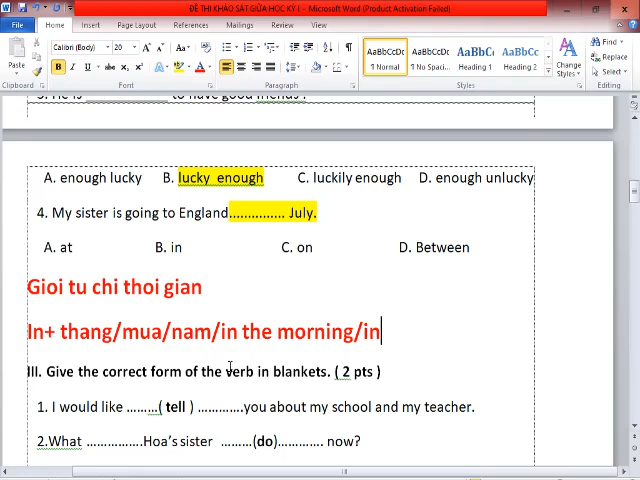 ĐỀ THI KHẢO SÁT GIỮA HỌC KỲ I - Microsoft Word (Product Activation Failed)
File Home Insert Page Layout References Mailings Review View
Paste
Calibri (Body) 20
B I U abc
Clipboard Font Paragraph Styles Editing
AaBbCcDc AaBbCcDc AaBbC AaBbCc
¶ Normal ¶ No Spaci... Heading 1 Heading 2
Change Styles
Find
Replace
Select
A. enough lucky B. lucky enough C. luckily enough D. enough unlucky
4. My sister is going to England.............. July.
A. at B. in C. on D. Between
Gioi tu chi thoi gian
In+ thang/mua/nam/in the morning/in
III. Give the correct form of the verb in blankets. ( 2 pts )
1. I would like ………( tell ) ………….you about my school and my teacher.
2.What …………….Hoa's sister ………(do)…………. now?